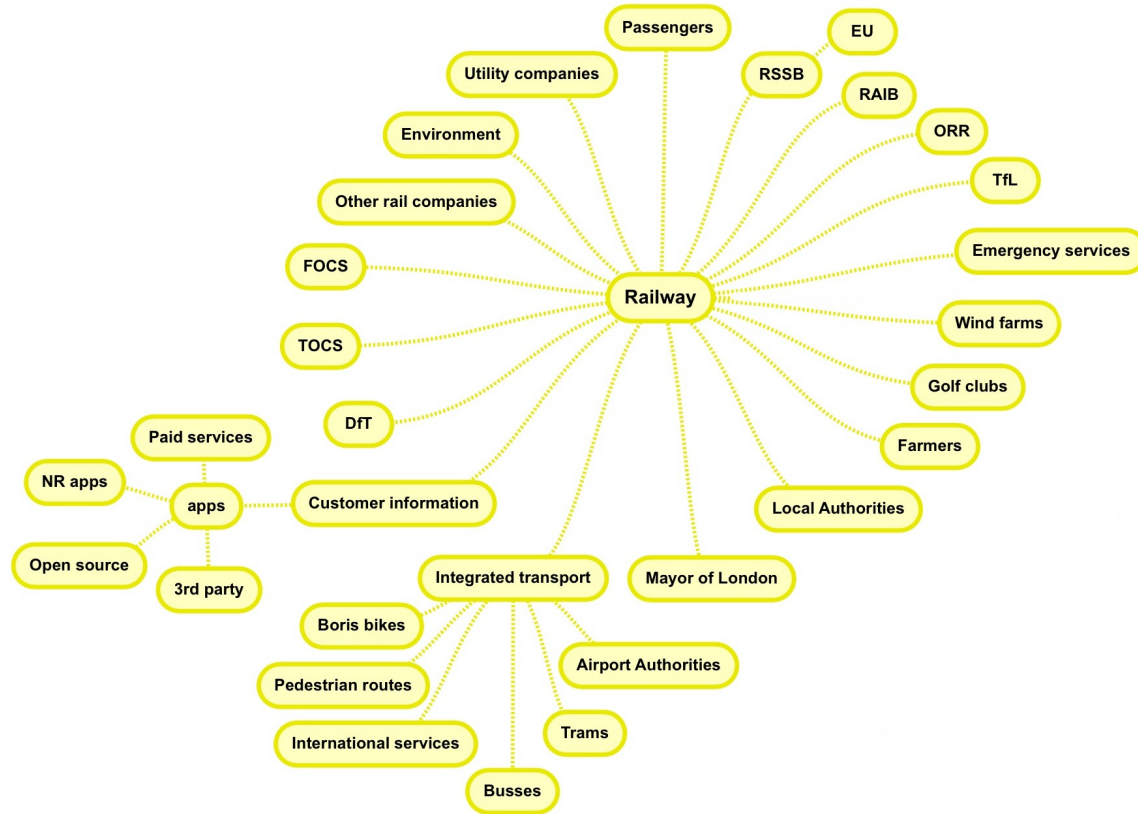 Passengers
EU
RSSB
Utility companies
RAIB
Environment
ORR
TfL
Other rail companies
Emergency services
FOCS
Railway
Wind farms
TOCS
Golf clubs
DfT
Farmers
Paid services
NR apps
apps
Customer information
Local Authorities
Open source
3rd party
Integrated transport
Mayor of London
Boris bikes
Airport Authorities
Pedestrian routes
Trams
International services
Busses